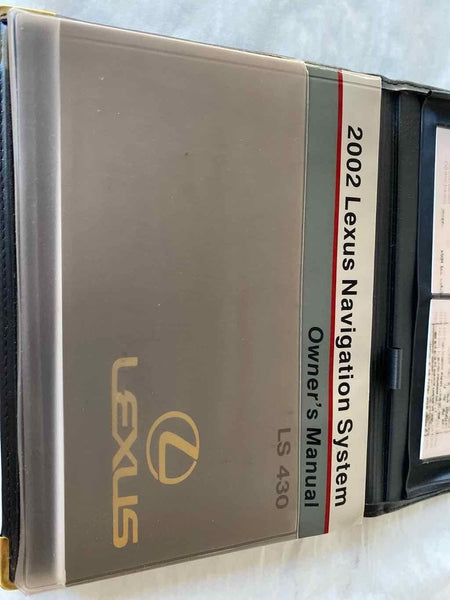 2002 Lexus Navigation System
Owner's Manual
LS 430
LEXUS